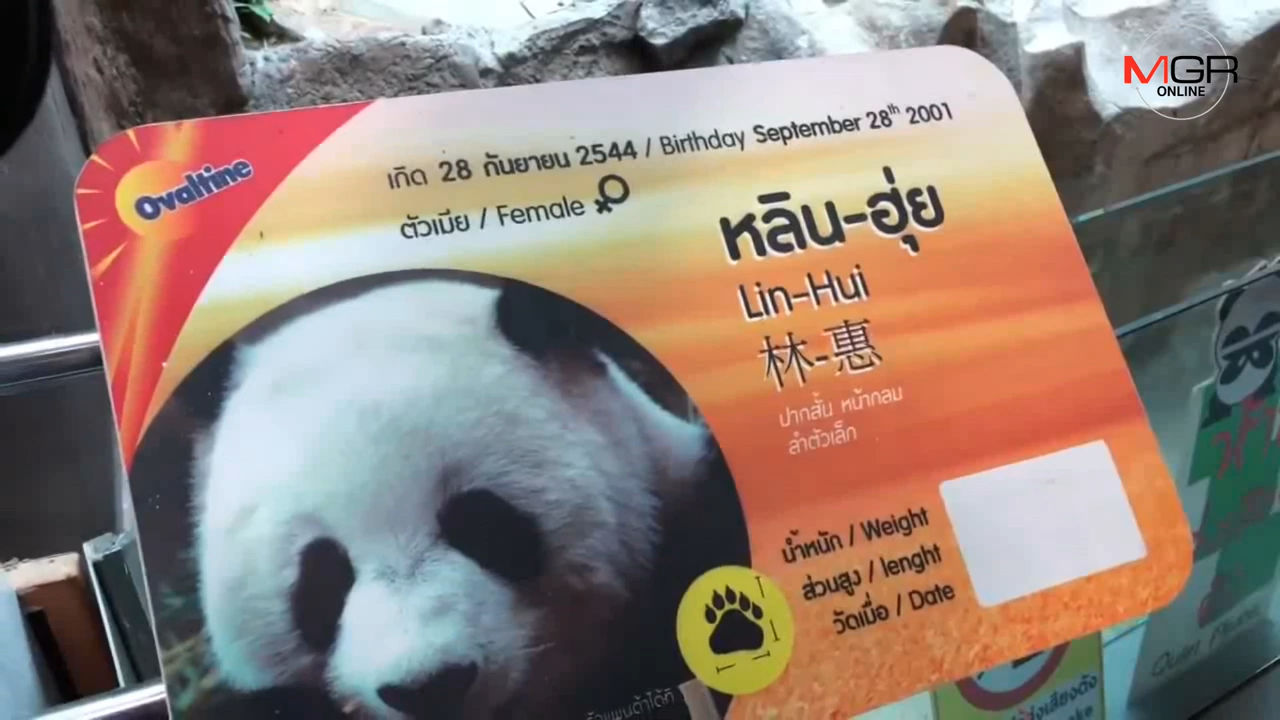 MGR
ONLINE
Ovaltine
เกิด 28 กันยายน 2544 / Birthday September 28th 2001
ตัวเมีย / Female ♀
หลิน-ฮุ่ย
Lin-Hui
林-惠
ปากสั้น หน้ากลม
ลำตัวเล็ก
น้ำหนัก / Weight
ส่วนสูง / lenght
วัดเมื่อ / Date